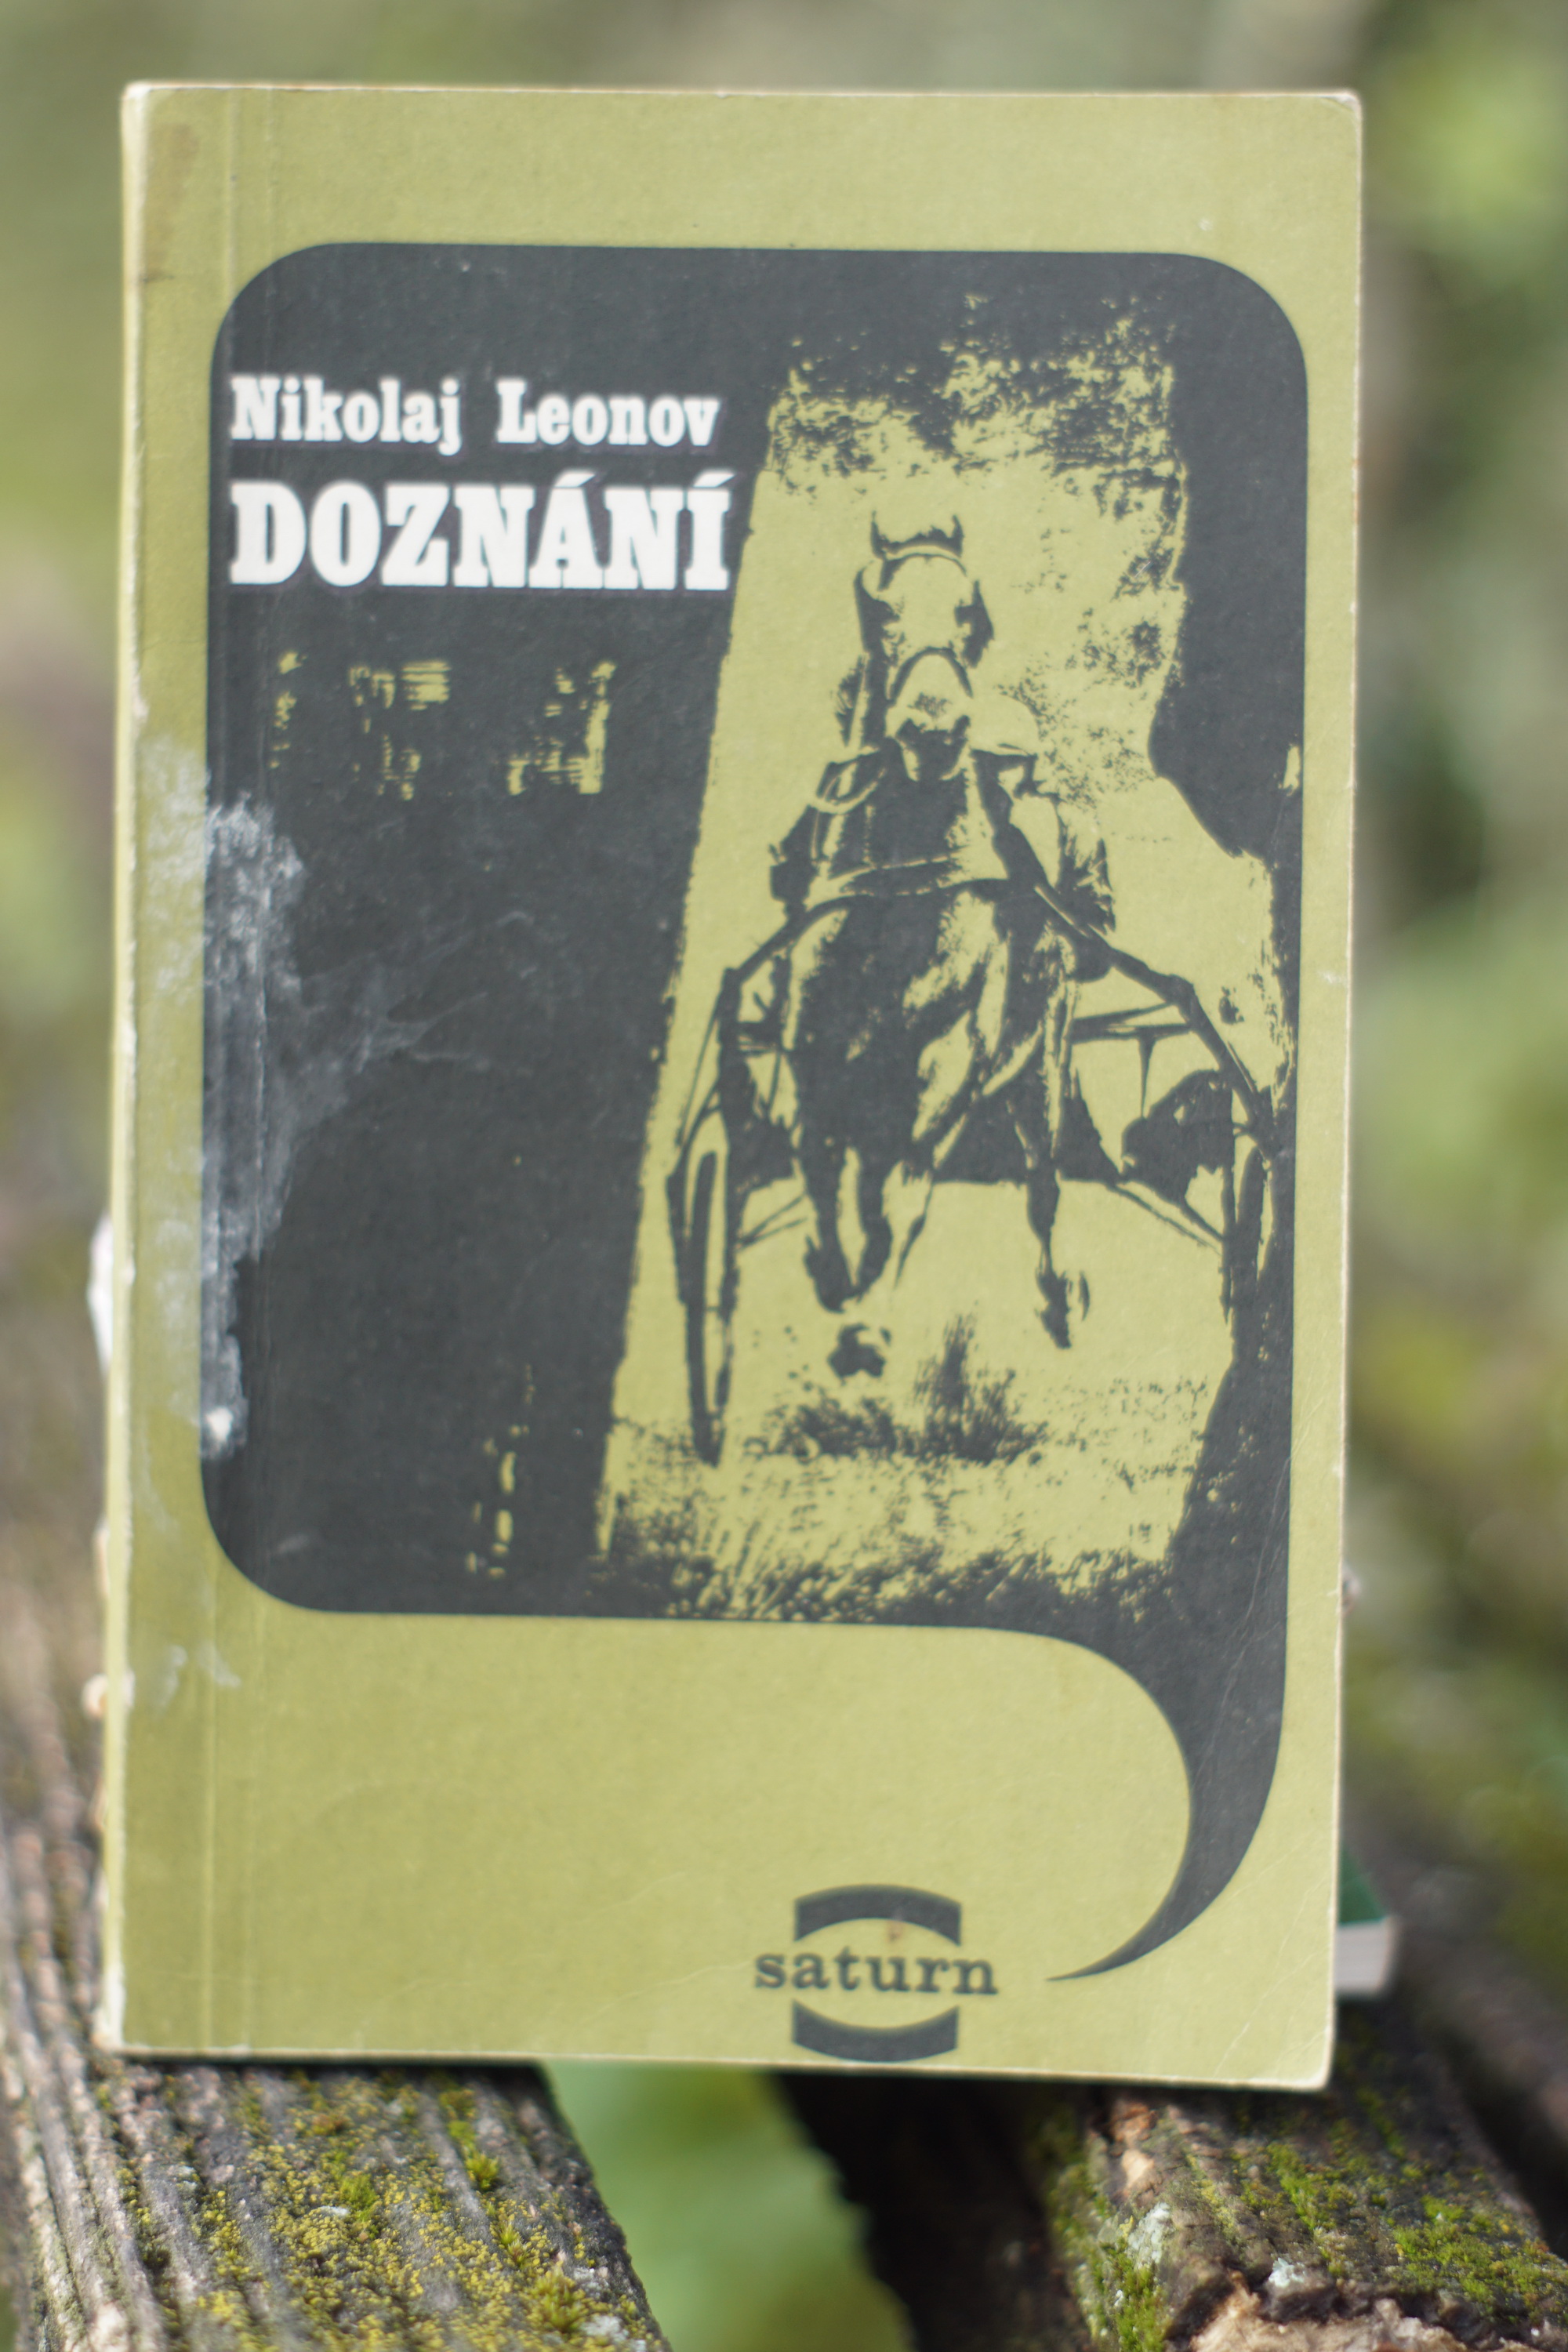 Nikolaj Leonov
DOZNÁNÍ
saturn